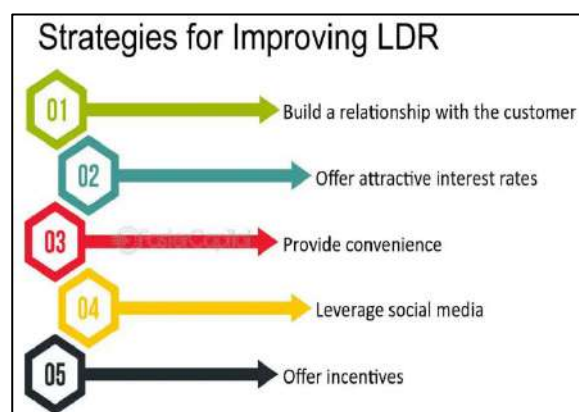 Strategies for Improving LDR
01
Build a relationship with the customer
02
Offer attractive interest rates
03
Provide convenience
04
Leverage social media
05
Offer incentives